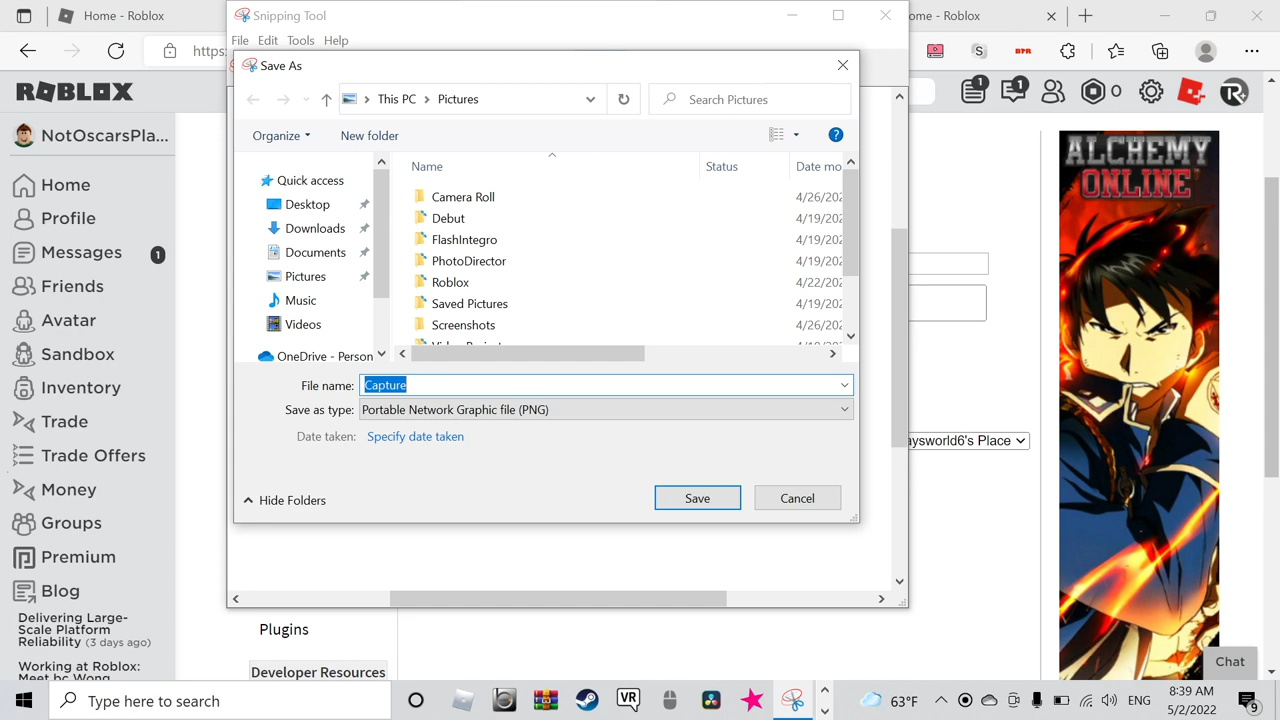 Home - Roblox
Snipping Tool
ome - Roblox
https:
File Edit Tools Help
Save As
This PC
Pictures
Search Pictures
Organize
New folder
Name
Status
Date mo
Quick access
Desktop
Downloads
Documents
Pictures
Music
Videos
OneDrive - Person
Camera Roll
4/26/202
Debut
4/19/202
FlashIntegro
4/19/202
PhotoDirector
4/19/202
Roblox
4/22/202
Saved Pictures
4/19/202
Screenshots
4/26/202
File name:
Capture
Save as type:
Portable Network Graphic file (PNG)
Date taken:
Specify date taken
Hide Folders
Save
Cancel
ROBLOX
1
1
0
NotOscarsPla...
Home
Profile
Messages
1
Friends
Avatar
Sandbox
Inventory
Trade
Trade Offers
Money
Groups
Premium
Blog
Delivering Large-
Scale Platform
Reliability (3 days ago)
Working at Roblox:
Plugins
Developer Resources
aysworld6's Place
ALCHEMY
ONLINE
Chat
Type here to search
VR
63°F
ENG
8:39 AM
5/2/2022
9